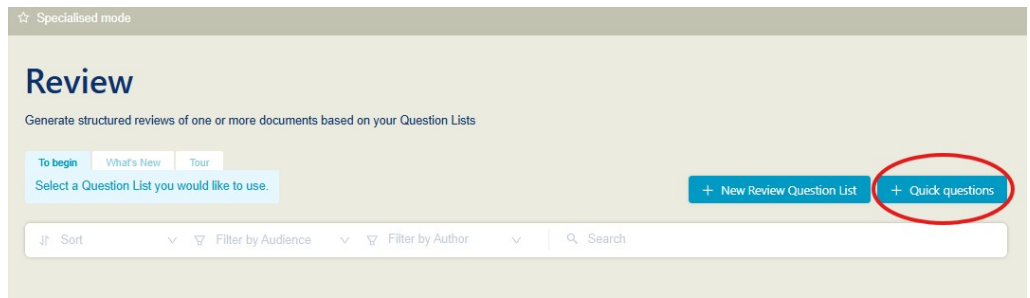 Specialised mode
Review
Generate structured reviews of one or more documents based on your Question Lists
To begin What's New Tour
Select a Question List you would like to use.
+ New Review Question List + Quick questions
Sort Filter by Audience Filter by Author Search